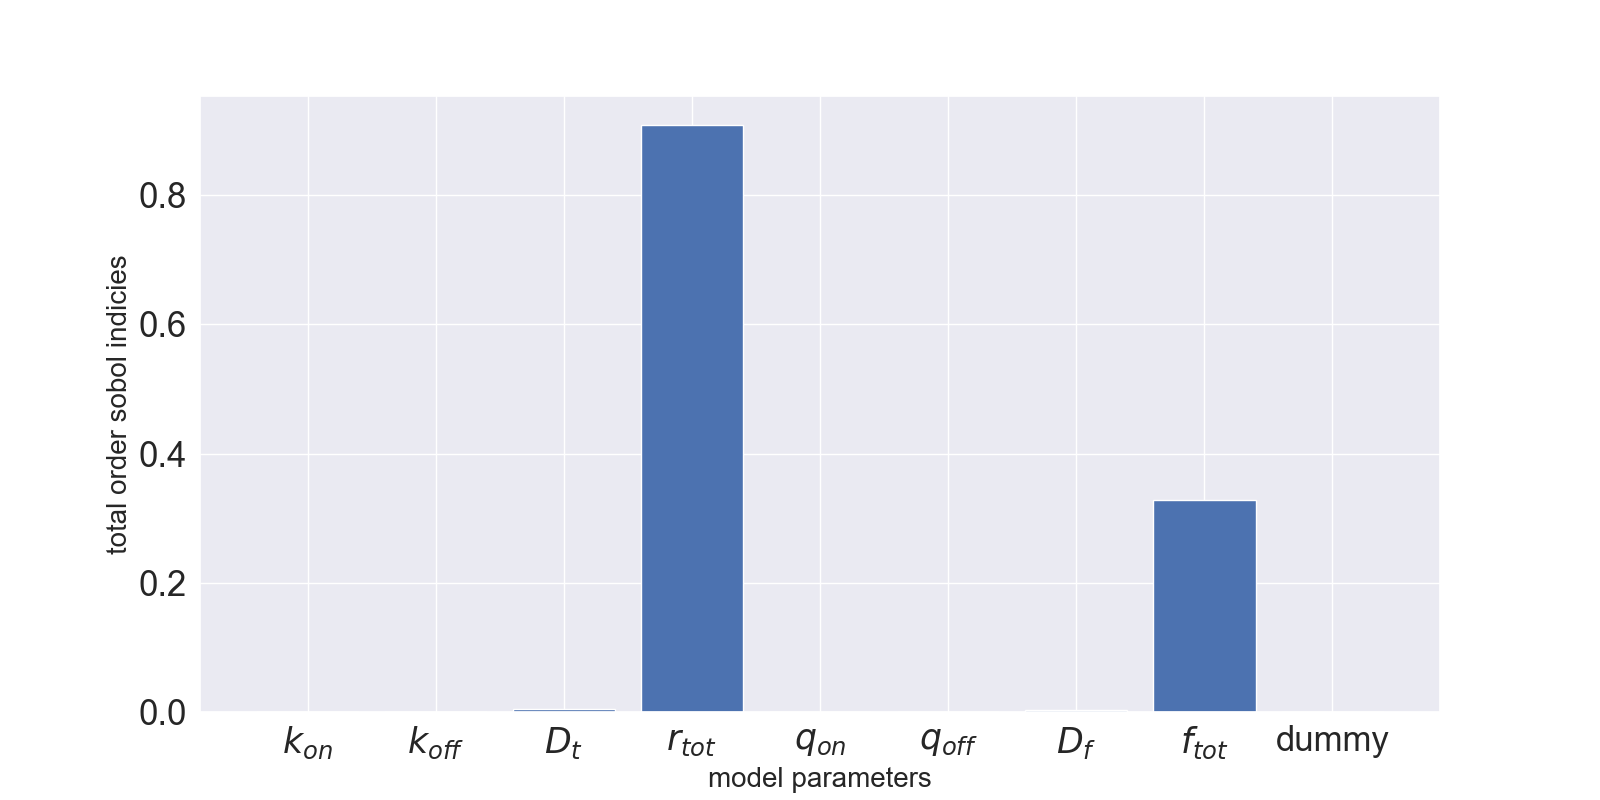 total order sobol indicies
0.8
0.6
0.4
0.2
0.0
k_on k_off D_t r_tot q_on q_off D_f f_tot dummy
model parameters